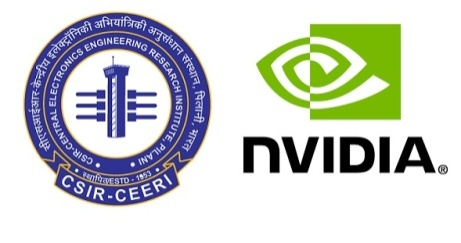 सीएसआईआर-केन्द्रीय इलेक्ट्रॉनिकी अभियांत्रिकी अनुसंधान संस्थान, पिलानी, भारत
CSIR-CENTRAL ELECTRONICS ENGINEERING RESEARCH INSTITUTE, PILANI
स्थापित/ESTD - 1953
CSIR-CEERI
NVIDIA®